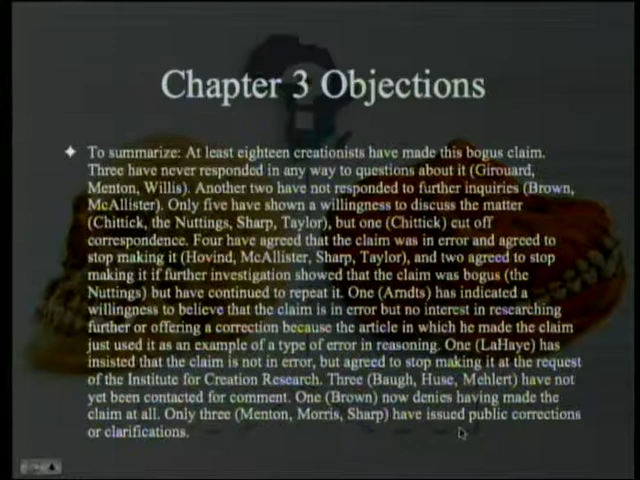 Chapter 3 Objections
To summarize: At least eighteen creationists have made this bogus claim.
Three have never responded in any way to questions about it (Girouard,
Menton, Willis). Another two have not responded to further inquiries (Brown,
McAllister). Only five have shown a willingness to discuss the matter
(Chittick, the Nuttings, Sharp, Taylor), but one (Chittick) cut off
correspondence. Four have agreed that the claim was in error and agreed to
stop making it (Hovind, McAllister, Sharp, Taylor), and two agreed to stop
making it if further investigation showed that the claim was bogus (the
Nuttings) but have continued to repeat it. One (Arndts) has indicated a
willingness to believe that the claim is in error but no interest in researching
further or offering a correction because the article in which he made the claim
just used it as an example of a type of error in reasoning. One (LaHaye) has
insisted that the claim is not in error, but agreed to stop making it at the request
of the Institute for Creation Research. Three (Baugh, Huse, Mehlert) have not
yet been contacted for comment. One (Brown) now denies having made the
claim at all. Only three (Menton, Morris, Sharp) have issued public corrections
or clarifications.